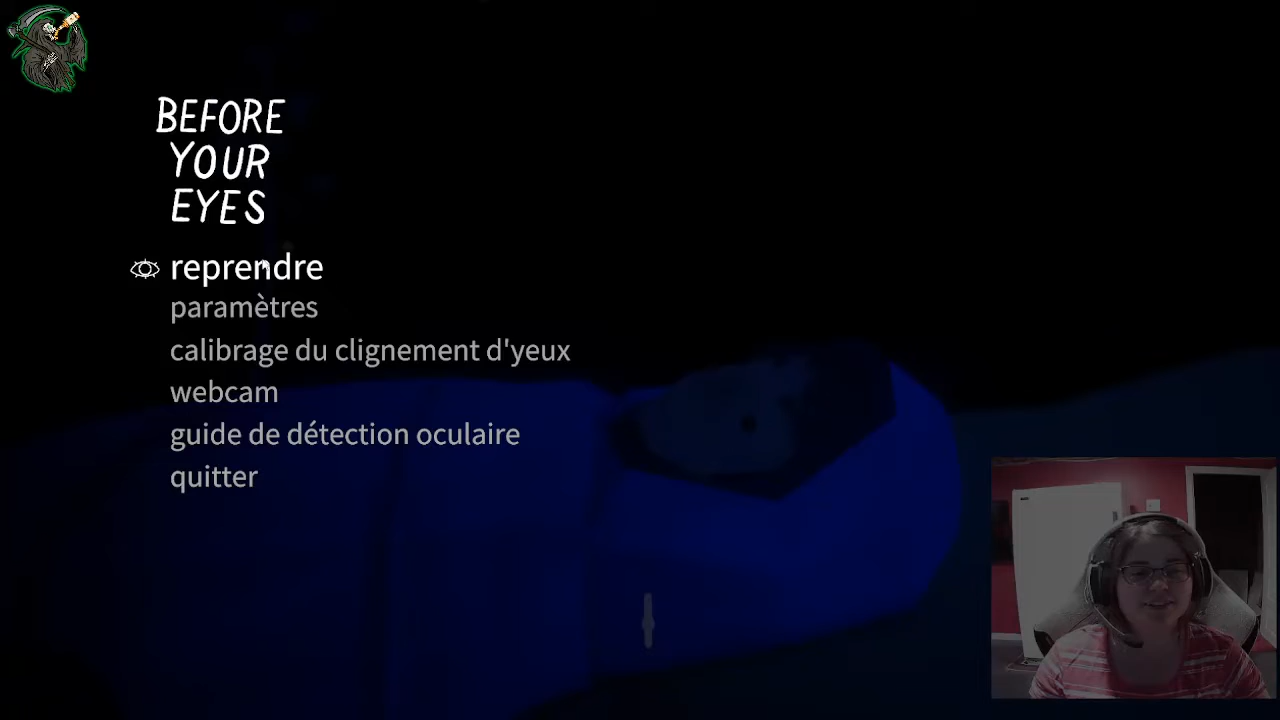 BEFORE
YOUR
EYES
reprendre
paramètres
calibrage du clignement d'yeux
webcam
guide de détection oculaire
quitter